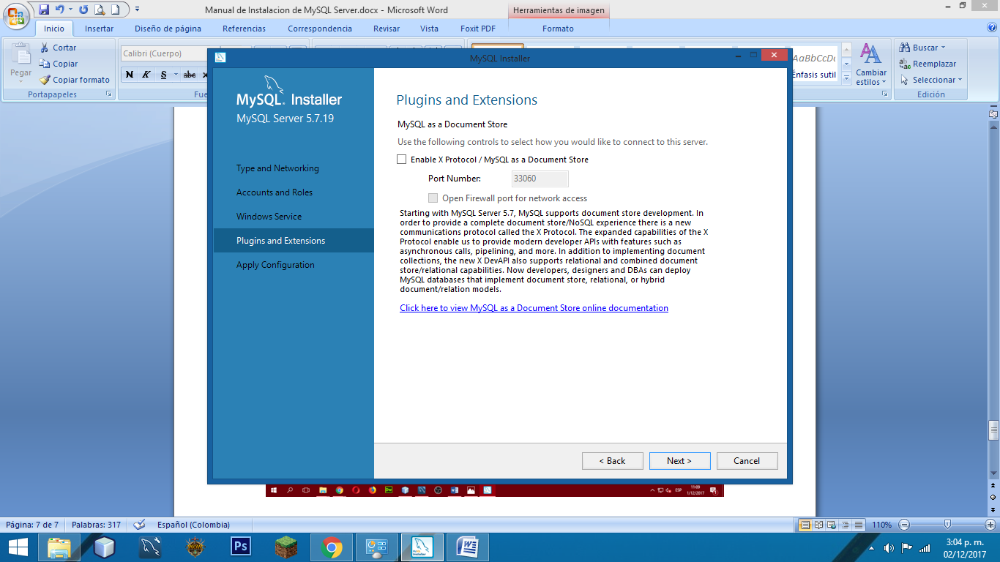 Manual de Instalacion de MySQL Server.docx - Microsoft Word
Herramientas de imagen
Inicio
Insertar
Diseño de página
Referencias
Correspondencia
Revisar
Vista
Foxit PDF
Formato
Pegar
Cortar
Copiar
Copiar formato
Portapapeles
Calibri (Cuerpo)
N K S abc
Fue
AaBbCcDc
Énfasis sutil
Cambiar
estilos
Buscar
Reemplazar
Seleccionar
Edición
MySQL Installer
MySQL. Installer
MySQL Server 5.7.19
Type and Networking
Accounts and Roles
Windows Service
Plugins and Extensions
Apply Configuration
Plugins and Extensions
MySQL as a Document Store
Use the following controls to select how you would like to connect to this server.
Enable X Protocol / MySQL as a Document Store
Port Number: 33060
Open Firewall port for network access
Starting with MySQL Server 5.7, MySQL supports document store development. In
order to provide a complete document store/NoSQL experience there is a new
communications protocol called the X Protocol. The expanded capabilities of the X
Protocol enable us to provide modern developer APIs with features such as
asynchronous calls, pipelining, and more. In addition to implementing document
collections, the new X DevAPI also supports relational and combined document
store/relational capabilities. Now developers, designers and DBAs can deploy
MySQL databases that implement document store, relational, or hybrid
document/relation models.
Click here to view MySQL as a Document Store online documentation
< Back
Next >
Cancel
ESP
11:09
1/12/2017
Página: 7 de 7
Palabras: 317
Español (Colombia)
110%
Ps
Installer
3:04 p. m.
02/12/2017